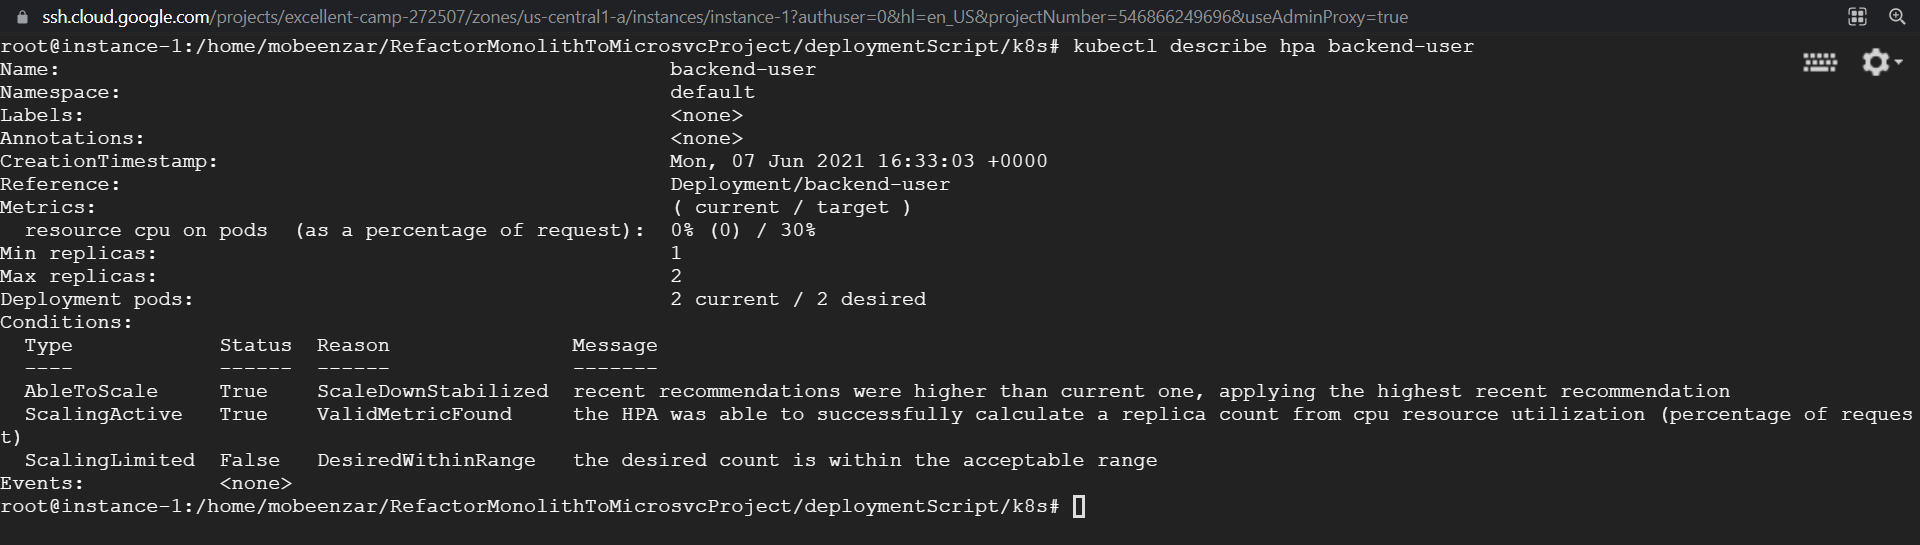 ssh.cloud.google.com/projects/excellent-camp-272507/zones/us-central1-a/instances/instance-1?authuser=0&hl=en_US&projectNumber=546866249696&useAdminProxy=true
root@instance-1:/home/mobeenzar/RefactorMonolithToMicrosvcProject/deploymentScript/k8s# kubectl describe hpa backend-user
Name:                                                  backend-user
Namespace:                                             default
Labels:                                                <none>
Annotations:                                           <none>
CreationTimestamp:                                     Mon, 07 Jun 2021 16:33:03 +0000
Reference:                                             Deployment/backend-user
Metrics:                                               ( current / target )
  resource cpu on pods  (as a percentage of request):  0% (0) / 30%
Min replicas:                                          1
Max replicas:                                          2
Deployment pods:                                       2 current / 2 desired
Conditions:
  Type            Status  Reason               Message
  ----            ------  ------               -------
  AbleToScale     True    ScaleDownStabilized  recent recommendations were higher than current one, applying the highest recent recommendation
  ScalingActive   True    ValidMetricFound     the HPA was able to successfully calculate a replica count from cpu resource utilization (percentage of reques
t)
  ScalingLimited  False   DesiredWithinRange   the desired count is within the acceptable range
Events:           <none>
root@instance-1:/home/mobeenzar/RefactorMonolithToMicrosvcProject/deploymentScript/k8s#